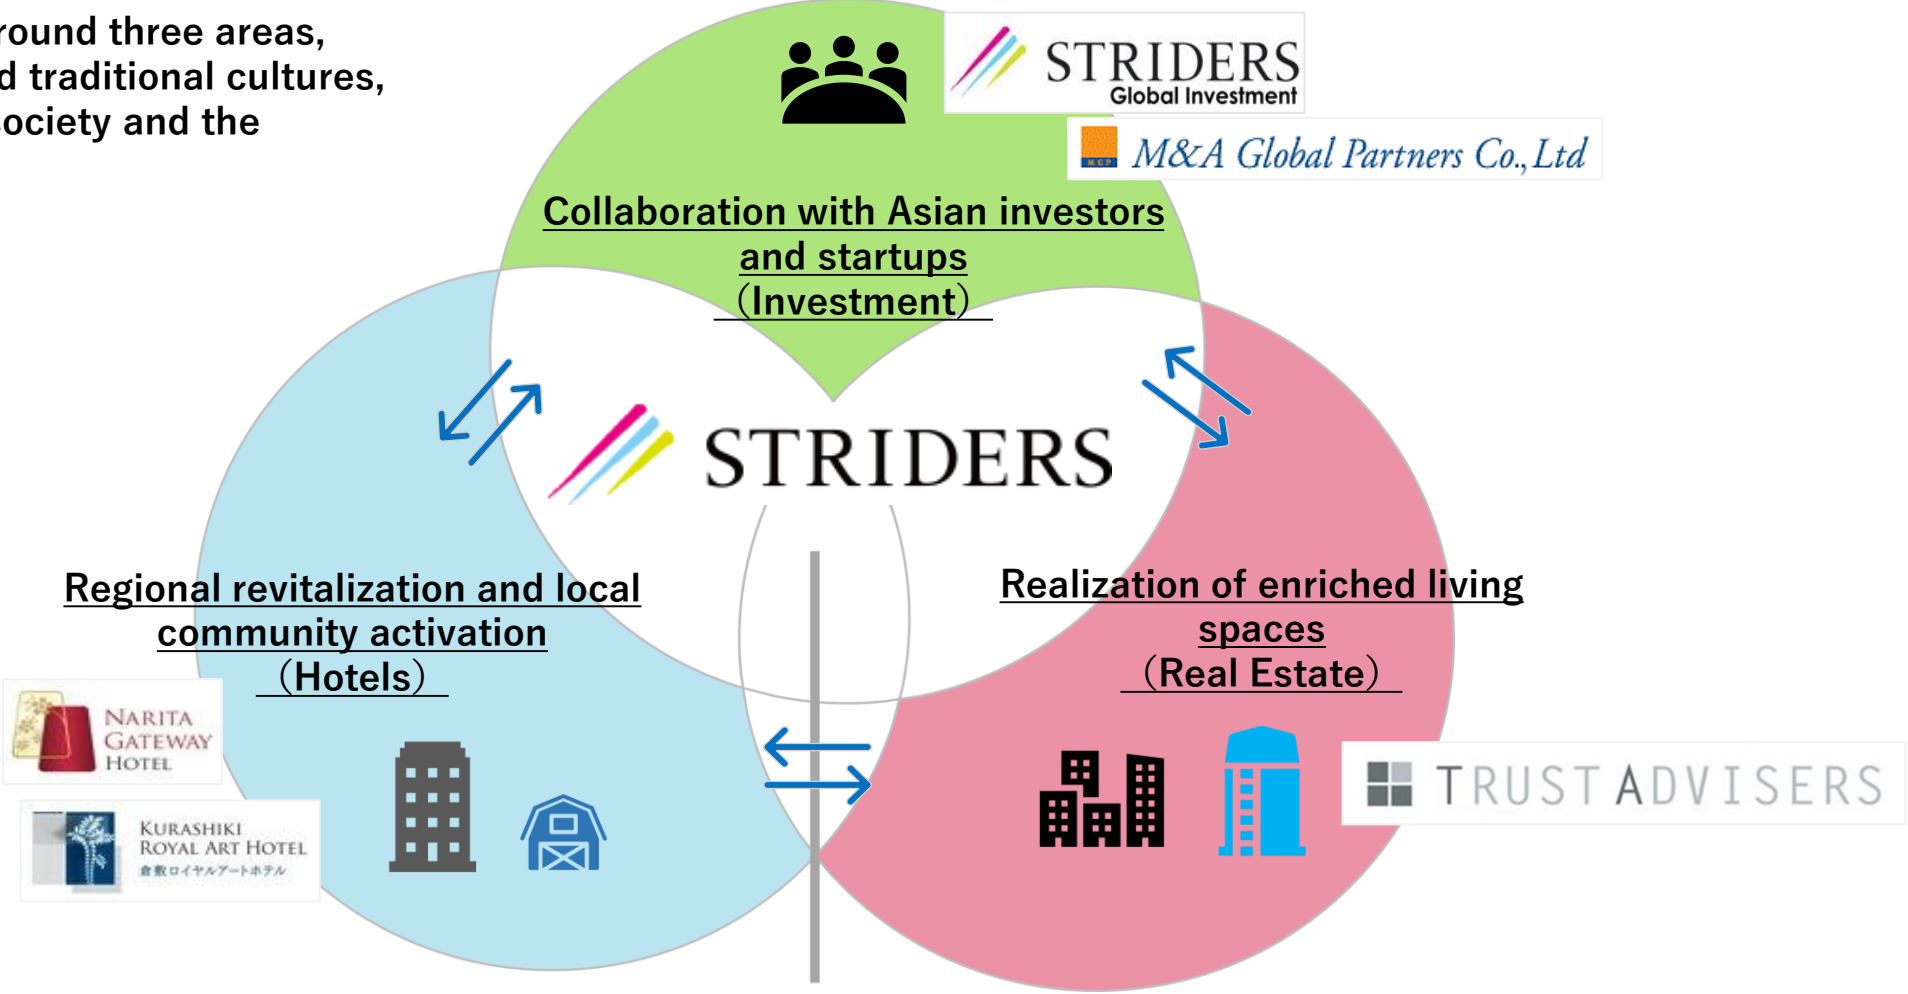 round three areas,
d traditional cultures,
society and the
STRIDERS
Global Investment
MGP
M&A Global Partners Co., Ltd
Collaboration with Asian investors
and startups
（Investment）
STRIDERS
Regional revitalization and local
community activation
（Hotels）
Realization of enriched living
spaces
（Real Estate）
NARITA
GATEWAY
HOTEL
KURASHIKI
ROYAL ART HOTEL
倉敷ロイヤルアートホテル
TRUST ADVISERS